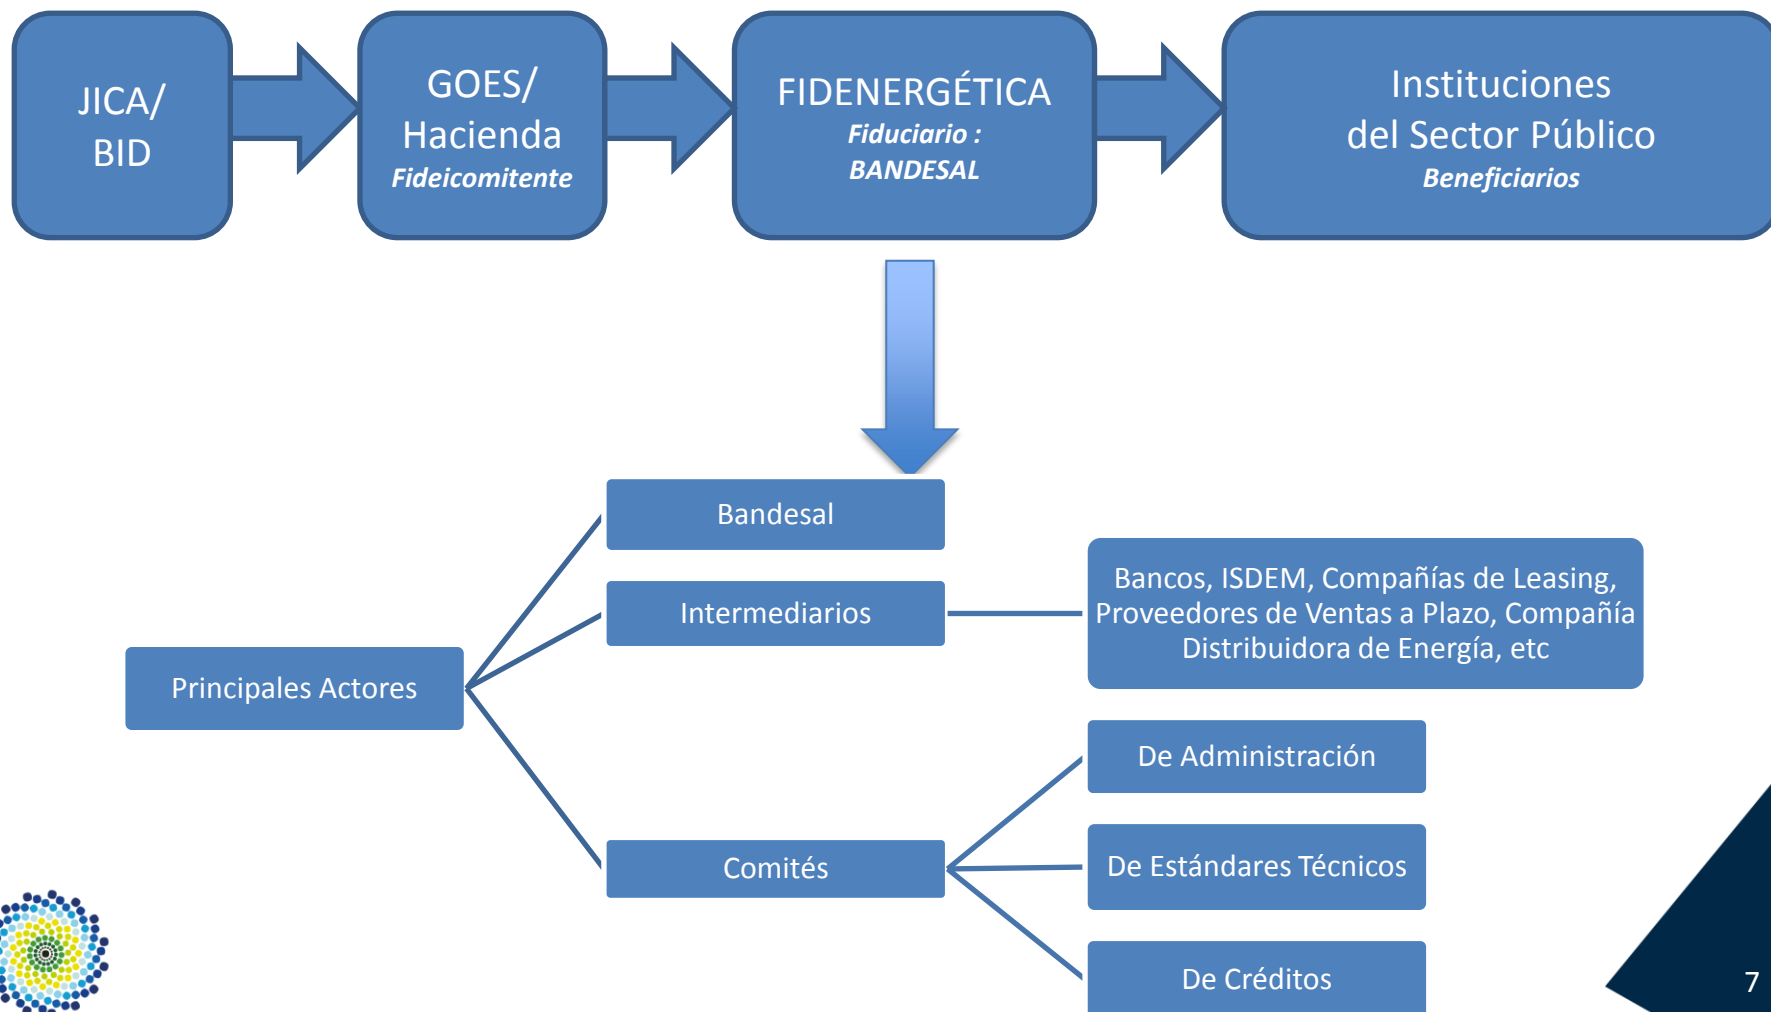 JICA/
BID
GOES/
Hacienda
Fideicomitente
FIDENERGÉTICA
Fiduciario :
BANDESAL
Instituciones
del Sector Público
Beneficiarios
Bandesal
Intermediarios
Bancos, ISDEM, Compañías de Leasing,
Proveedores de Ventas a Plazo, Compañía
Distribuidora de Energía, etc
Principales Actores
De Administración
Comités
De Estándares Técnicos
De Créditos
7